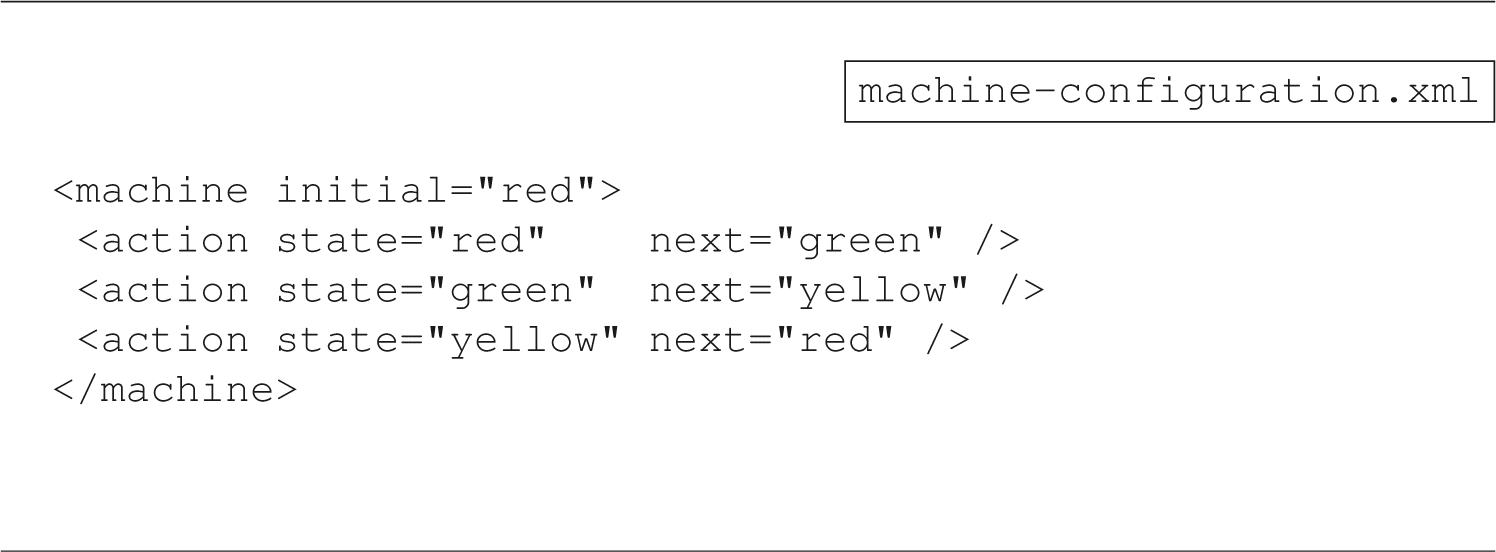 machine-configuration.xml
<machine initial="red">
 <action state="red"    next="green" />
 <action state="green"  next="yellow" />
 <action state="yellow" next="red" />
</machine>